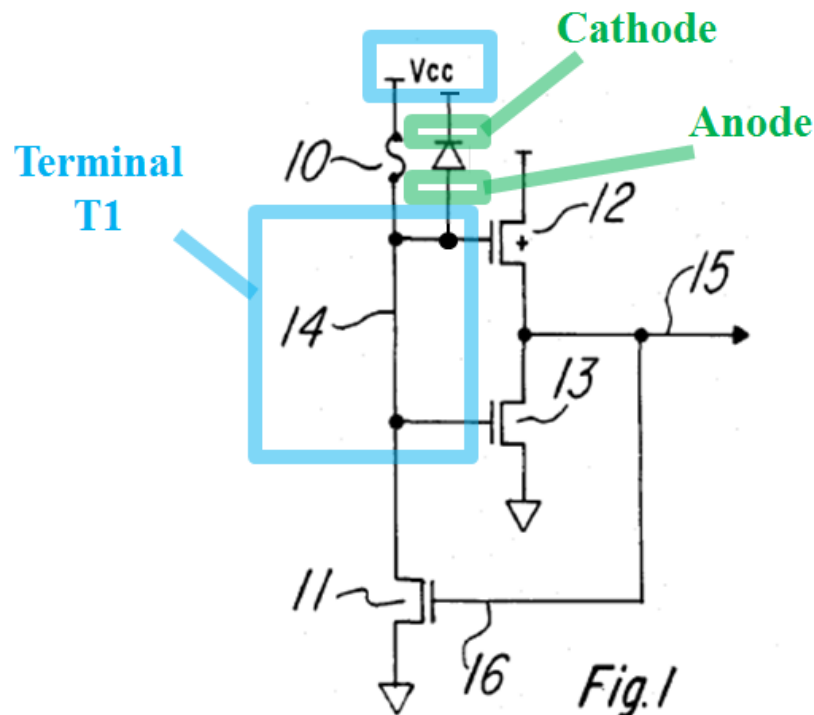 Cathode
Vcc
Anode
Terminal
T1
10
12
15
14
13
11
16
Fig.1